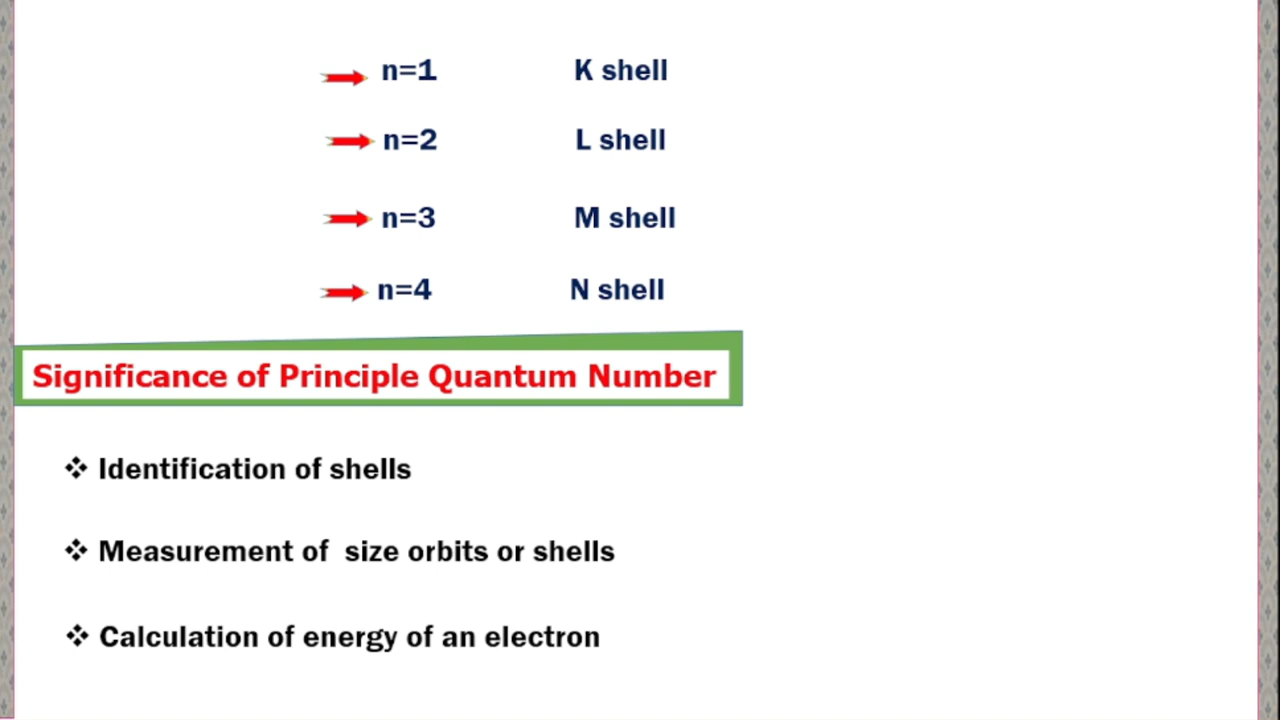 n=1 K shell
n=2 L shell
n=3 M shell
n=4 N shell
Significance of Principle Quantum Number
Identification of shells
Measurement of size orbits or shells
Calculation of energy of an electron